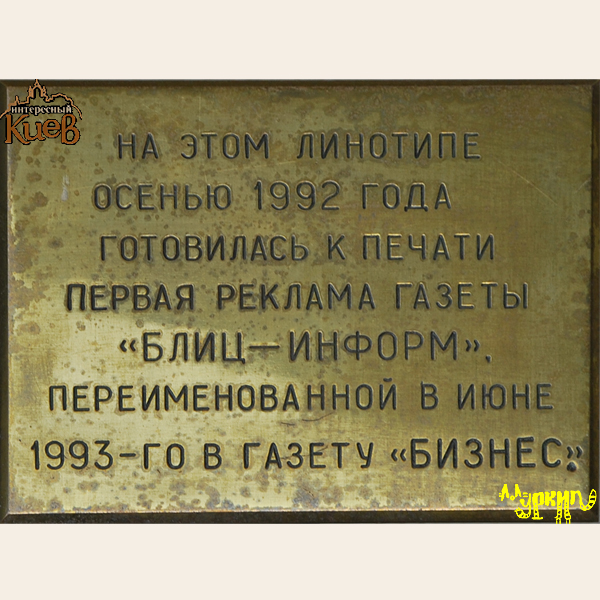 интересный
Киев
НА ЭТОМ ЛИНОТИПЕ
ОСЕНЬЮ 1992 ГОДА
ГОТОВИЛАСЬ К ПЕЧАТИ
ПЕРВАЯ РЕКЛАМА ГАЗЕТЫ
«БЛИЦ—ИНФОРМ»,
ПЕРЕИМЕНОВАННОЙ В ИЮНЕ
1993-ГО В ГАЗЕТУ «БИЗНЕС»
Муркип